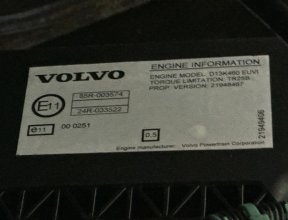 VOLVO
ENGINE INFORMATION
ENGINE MODEL: D13K460 EUVI
TORQUE LIMITATION: TR25B
PROP. VERSION: 21948467
E11
85R-003574
24R-033522
e11
00 0251
0.5
Engine manufacturer: Volvo Powertrain Corporation
21949406